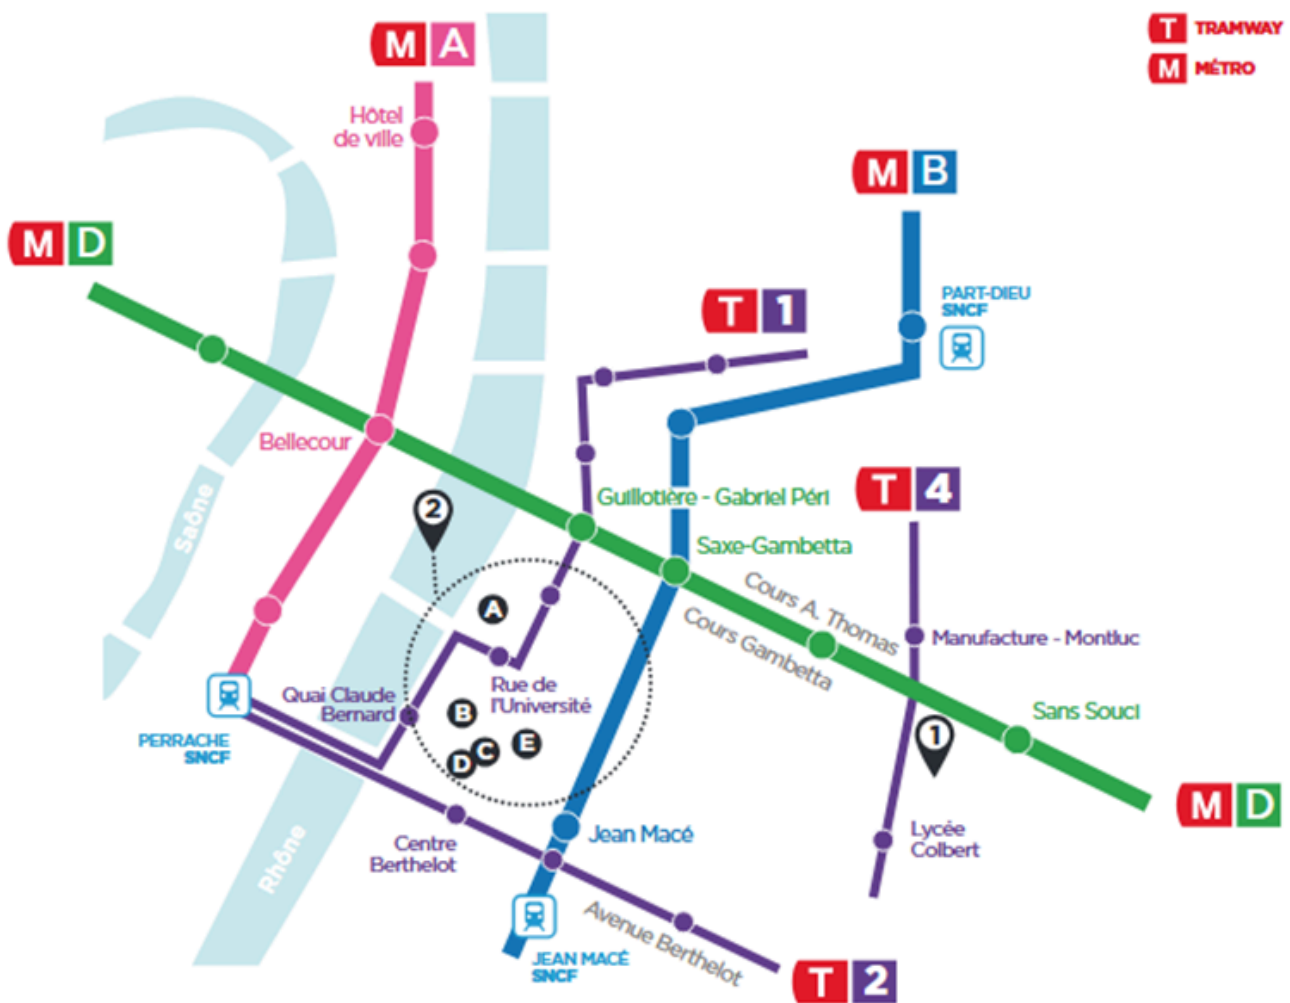 M A
T TRAMWAY
M MÉTRO
Hôtel
de ville
M B
M D
PART-DIEU
SNCF
T 1
Bellecour
Guillotière - Gabriel Péri
T 4
2
Saône
Saxe-Gambetta
Cours A. Thomas
Cours Gambetta
A
Manufacture - Montluc
Quai Claude
Bernard
Rue de
l'Université
B
Sans Souci
1
PERRACHE
SNCF
E
C
D
M D
Jean Macé
Lycée
Colbert
Centre
Berthelot
Rhône
Avenue Berthelot
JEAN MACÉ
SNCF
T 2